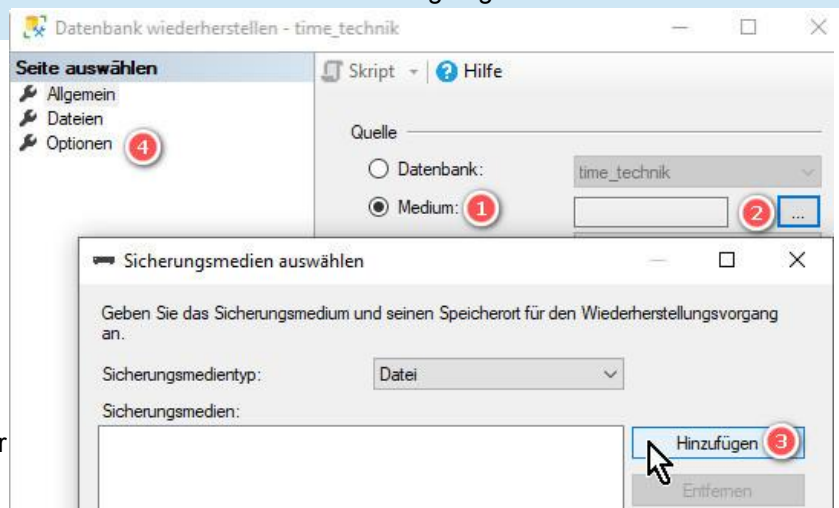 Datenbank wiederherstellen - time_technik
Seite auswählen
Skript
Hilfe
Allgemein
Dateien
Optionen 4
Quelle
Datenbank: time_technik
Medium: 1 2 ...
Sicherungsmedien auswählen
Geben Sie das Sicherungsmedium und seinen Speicherort für den Wiederherstellungsvorgang
an.
Sicherungsmedientyp: Datei
Sicherungsmedien:
r
Hinzufügen 3
Entfernen